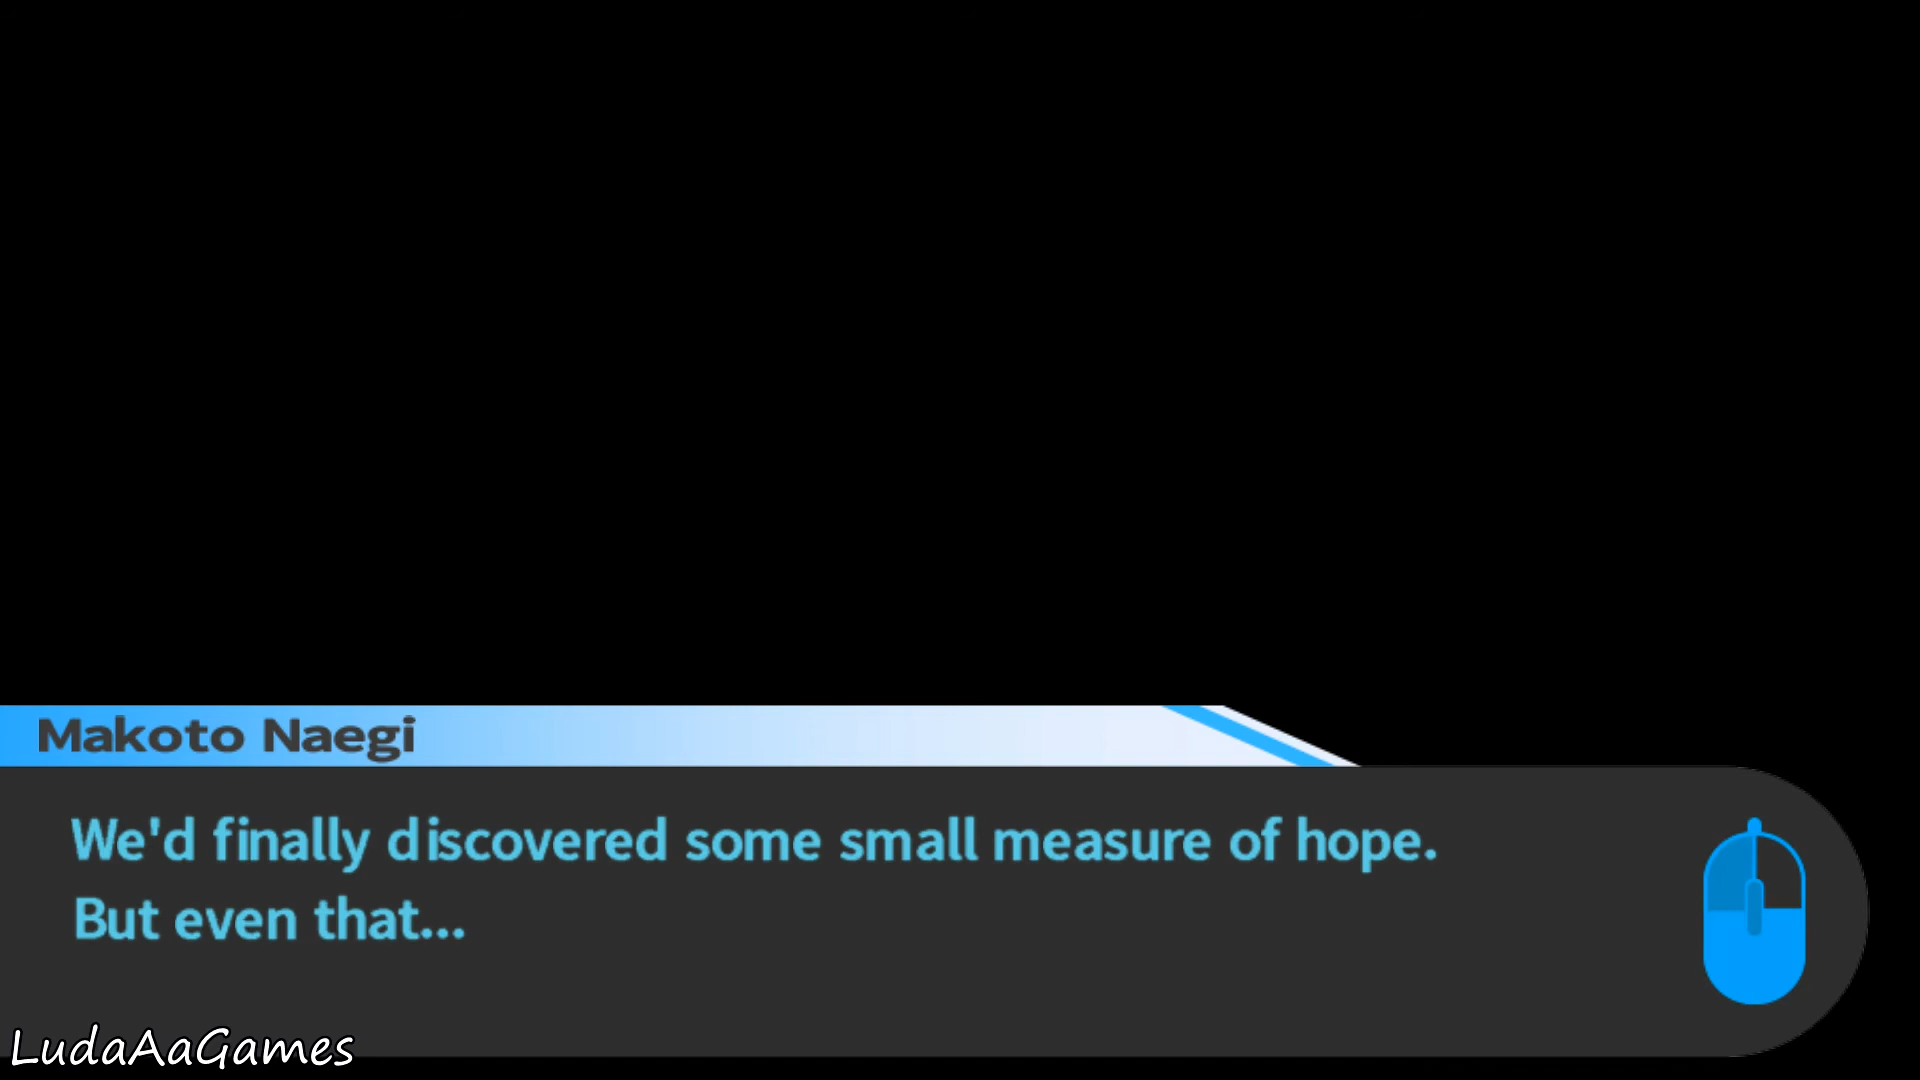 Makoto Naegi
We'd finally discovered some small measure of hope.
But even that...
LudaAaGames